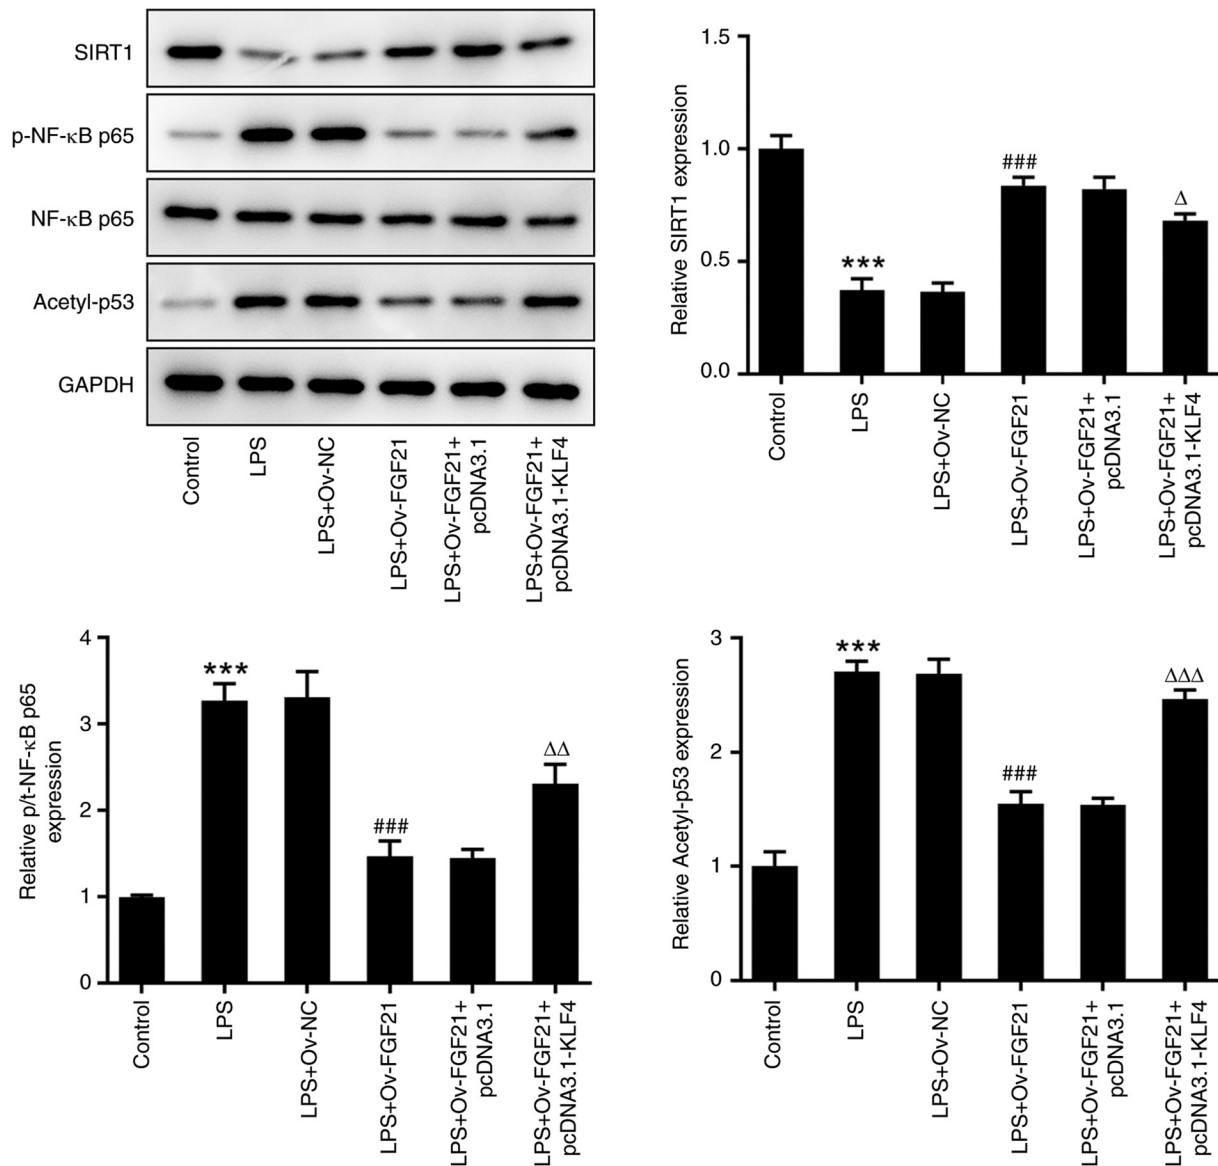 SIRT1
p-NF-κB p65
NF-κB p65
Acetyl-p53
GAPDH
Control
LPS
LPS+Ov-NC
LPS+Ov-FGF21
LPS+Ov-FGF21+
pcDNA3.1
LPS+Ov-FGF21+
pcDNA3.1-KLF4
Relative SIRT1 expression
1.5
1.0
0.5
0.0
***
###
Δ
Control
LPS
LPS+Ov-NC
LPS+Ov-FGF21
LPS+Ov-FGF21+
pcDNA3.1
LPS+Ov-FGF21+
pcDNA3.1-KLF4
Relative p/t-NF-κB p65
expression
4
3
2
1
0
***
###
ΔΔ
Control
LPS
LPS+Ov-NC
LPS+Ov-FGF21
LPS+Ov-FGF21+
pcDNA3.1
LPS+Ov-FGF21+
pcDNA3.1-KLF4
Relative Acetyl-p53 expression
3
2
1
0
***
###
ΔΔΔ
Control
LPS
LPS+Ov-NC
LPS+Ov-FGF21
LPS+Ov-FGF21+
pcDNA3.1
LPS+Ov-FGF21+
pcDNA3.1-KLF4